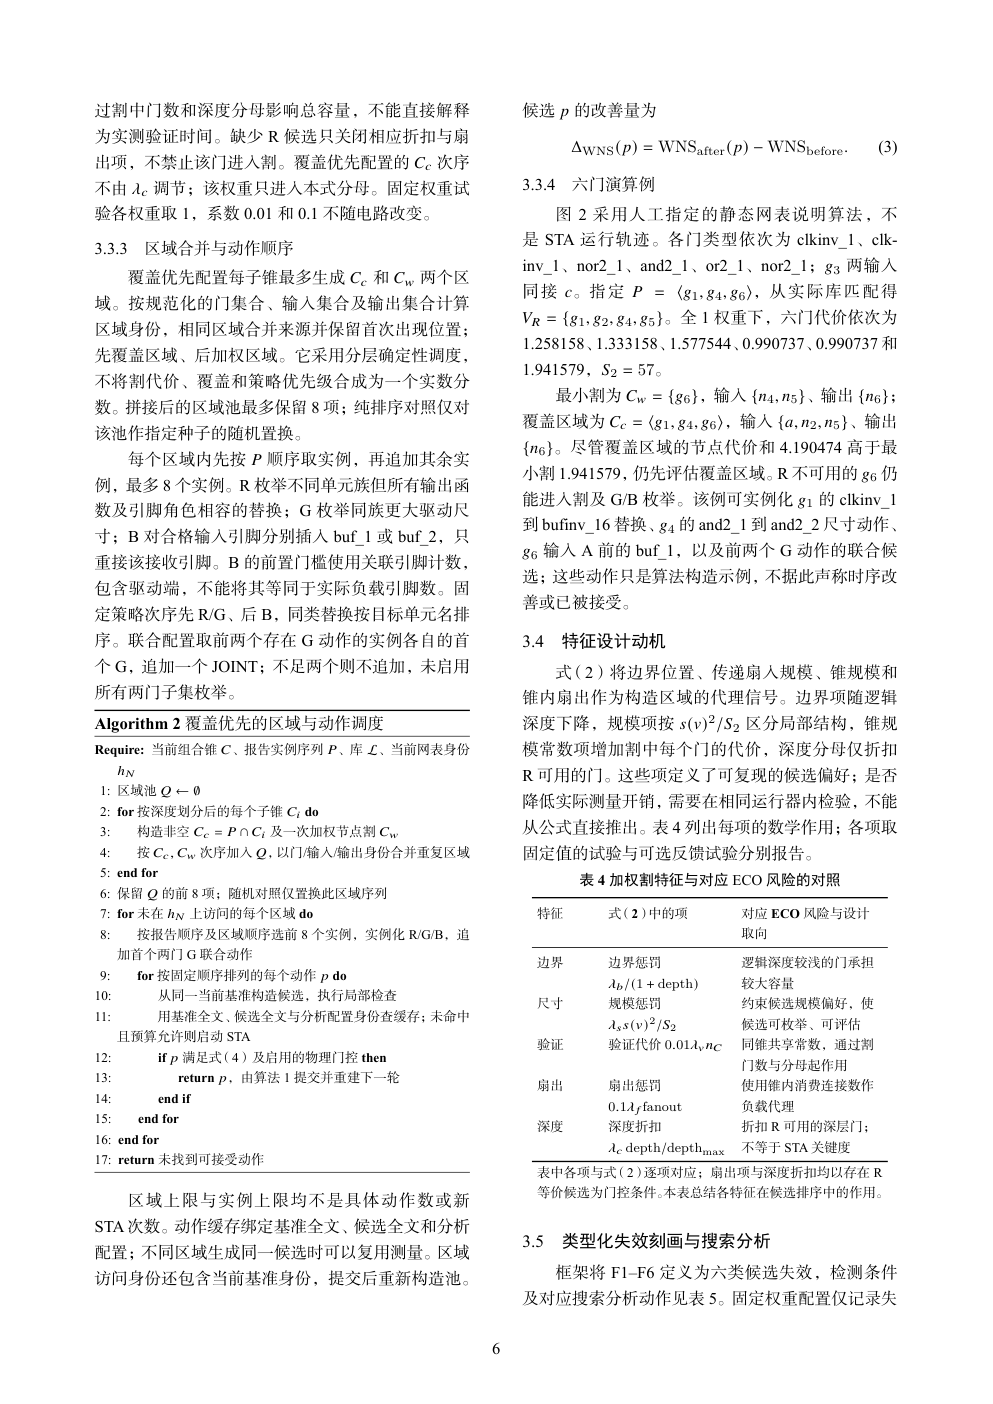 过割中门数和深度分母影响总容量，不能直接解释
为实测验证时间。缺少 R 候选只关闭相应折扣与扇
出项，不禁止该门进入割。覆盖优先配置的 Cc 次序
不由 λc 调节；该权重只进入本式分母。固定权重试
验各权重取 1，系数 0.01 和 0.1 不随电路改变。
3.3.3 区域合并与动作顺序
覆盖优先配置每子锥最多生成 Cc 和 Cw 两个区
域。按规范化的门集合、输入集合及输出集合计算
区域身份，相同区域合并来源并保留首次出现位置；
先覆盖区域、后加权区域。它采用分层确定性调度，
不将割代价、覆盖和策略优先级合成为一个实数分
数。拼接后的区域池最多保留 8 项；纯排序对照仅对
该池作指定种子的随机置换。
每个区域内先按 P 顺序取实例，再追加其余实
例，最多 8 个实例。R 枚举不同单元族但所有输出函
数及引脚角色相容的替换；G 枚举同族更大驱动尺
寸；B 对合格输入引脚分别插入 buf_1 或 buf_2，只
重接该接收引脚。B 的前置门槛使用关联引脚计数，
包含驱动端，不能将其等同于实际负载引脚数。固
定策略次序先 R/G、后 B，同类替换按目标单元名排
序。联合配置取前两个存在 G 动作的实例各自的首
个 G，追加一个 JOINT；不足两个则不追加，未启用
所有两门子集枚举。
Algorithm 2 覆盖优先的区域与动作调度
Require: 当前组合锥 C、报告实例序列 P、库 ℒ、当前网表身份
hN
1: 区域池 Q ← ∅
2: for 按深度划分后的每个子锥 Ci do
3: 构造非空 Cc = P ∩ Ci 及一次加权节点割 Cw
4: 按 Cc, Cw 次序加入 Q，以门/输入/输出身份合并重复区域
5: end for
6: 保留 Q 的前 8 项；随机对照仅置换此区域序列
7: for 未在 hN 上访问的每个区域 do
8: 按报告顺序及区域顺序选前 8 个实例，实例化 R/G/B，追
加首个两门 G 联合动作
9: for 按固定顺序排列的每个动作 p do
10: 从同一当前基准构造候选，执行局部检查
11: 用基准全文、候选全文与分析配置身份查缓存；未命中
且预算允许则启动 STA
12: if p 满足式（4）及启用的物理门控 then
13: return p，由算法 1 提交并重建下一轮
14: end if
15: end for
16: end for
17: return 未找到可接受动作
区域上限与实例上限均不是具体动作数或新
STA 次数。动作缓存绑定基准全文、候选全文和分析
配置；不同区域生成同一候选时可以复用测量。区域
访问身份还包含当前基准身份，提交后重新构造池。
候选 p 的改善量为
ΔWNS(p) = WNSafter(p) − WNSbefore. (3)
3.3.4 六门演算例
图 2 采用人工指定的静态网表说明算法，不
是 STA 运行轨迹。各门类型依次为 clkinv_1、clk-
inv_1、nor2_1、and2_1、or2_1、nor2_1；g3 两输入
同接 c。指定 P = ⟨g1, g4, g6⟩，从实际库匹配得
VR = {g1, g2, g4, g5}。全 1 权重下，六门代价依次为
1.258158、1.333158、1.577544、0.990737、0.990737 和
1.941579，S2 = 57。
最小割为 Cw = {g6}，输入 {n4, n5}、输出 {n6}；
覆盖区域为 Cc = ⟨g1, g4, g6⟩，输入 {a, n2, n5}、输出
{n6}。尽管覆盖区域的节点代价和 4.190474 高于最
小割 1.941579，仍先评估覆盖区域。R 不可用的 g6 仍
能进入割及 G/B 枚举。该例可实例化 g1 的 clkinv_1
到 bufinv_16 替换、g4 的 and2_1 到 and2_2 尺寸动作、
g6 输入 A 前的 buf_1，以及前两个 G 动作的联合候
选；这些动作只是算法构造示例，不据此声称时序改
善或已被接受。
3.4 特征设计动机
式（2）将边界位置、传递扇入规模、锥规模和
锥内扇出作为构造区域的代理信号。边界项随逻辑
深度下降，规模项按 s(v)²/S2 区分局部结构，锥规
模常数项增加割中每个门的代价，深度分母仅折扣
R 可用的门。这些项定义了可复现的候选偏好；是否
降低实际测量开销，需要在相同运行器内检验，不能
从公式直接推出。表 4 列出每项的数学作用；各项取
固定值的试验与可选反馈试验分别报告。
表 4 加权割特征与对应 ECO 风险的对照
特征 式（2）中的项 对应 ECO 风险与设计
取向
边界 边界惩罚 逻辑深度较浅的门承担
λb/(1 + depth) 较大容量
尺寸 规模惩罚 约束候选规模偏好，使
λs s(v)²/S2 候选可枚举、可评估
验证 验证代价 0.01λv nC 同锥共享常数，通过割
门数与分母起作用
扇出 扇出惩罚 使用锥内消费连接数作
0.1λf fanout 负载代理
深度 深度折扣 折扣 R 可用的深层门；
λc depth/depthmax 不等于 STA 关键度
表中各项与式（2）逐项对应；扇出项与深度折扣均以存在 R
等价候选为门控条件。本表总结各特征在候选排序中的作用。
3.5 类型化失效刻画与搜索分析
框架将 F1–F6 定义为六类候选失效，检测条件
及对应搜索分析动作见表 5。固定权重配置仅记录失
6